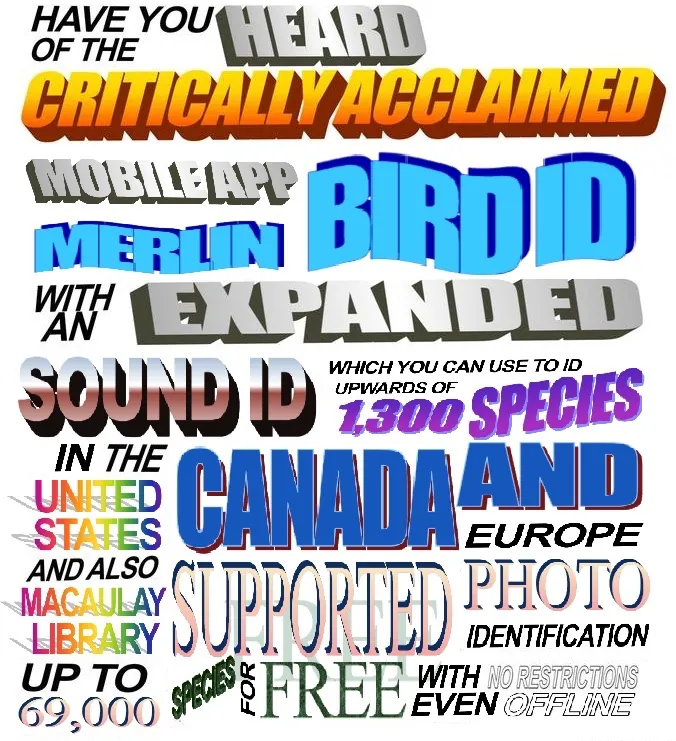 HAVE YOU HEARD
OF THE
CRITICALLY ACCLAIMED
MOBILE APP
MERLIN BIRD ID
WITH AN EXPANDED
SOUND ID
WHICH YOU CAN USE TO ID
UPWARDS OF
1,300 SPECIES
IN THE
UNITED
STATES
CANADA AND
EUROPE
AND ALSO
MACAULAY
LIBRARY
SUPPORTED PHOTO
IDENTIFICATION
UP TO
69,000
SPECIES
FOR
FREE
WITH NO RESTRICTIONS
EVEN OFFLINE